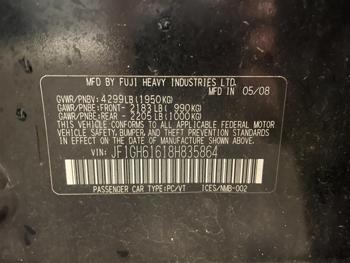 MFD BY FUJI HEAVY INDUSTRIES LTD.
MFD IN 05/08
GVWR/PNBV: 4299LB(1950KG)
GAWR/PNBE:FRONT- 2183LB( 990KG)
GAWR/PNBE:REAR - 2205LB(1000KG)
THIS VEHICLE CONFORMS TO ALL APPLICABLE FEDERAL MOTOR
VEHICLE SAFETY, BUMPER, AND THEFT PREVENTION STANDARDS
IN EFFECT ON THE DATE OF MANUFACTURE SHOWN ABOVE.
VIN: JF1GH61618H835864
PASSENGER CAR TYPE:PC/VT ICES/NMB-002